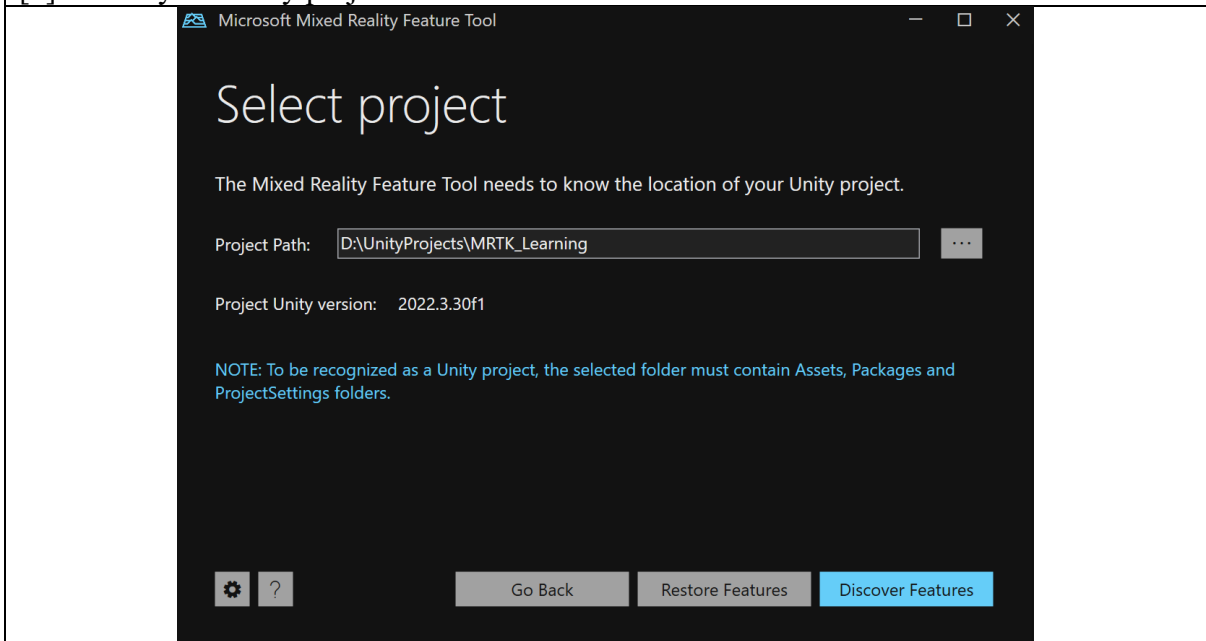 Microsoft Mixed Reality Feature Tool
Select project
The Mixed Reality Feature Tool needs to know the location of your Unity project.
Project Path: D:\UnityProjects\MRTK_Learning ...
Project Unity version: 2022.3.30f1
NOTE: To be recognized as a Unity project, the selected folder must contain Assets, Packages and
ProjectSettings folders.
? Go Back Restore Features Discover Features